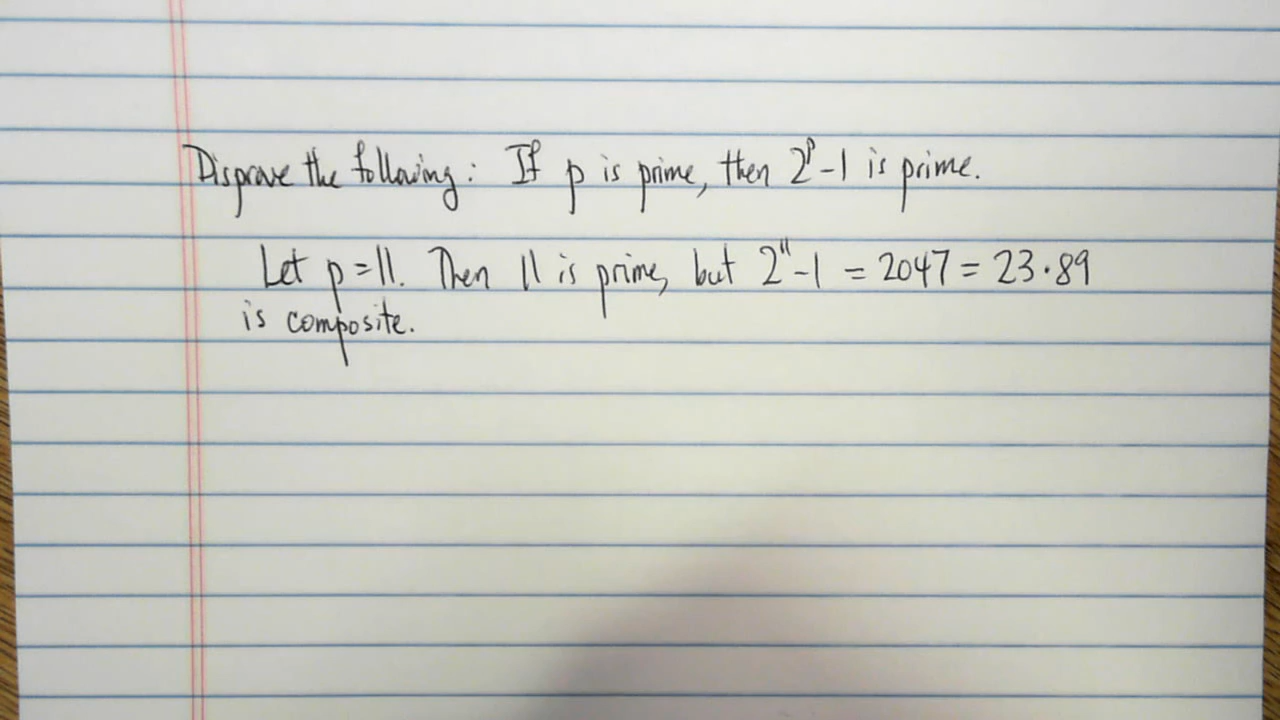 Disprove the following: If p is prime, then 2^p - 1 is prime.
Let p = 11. Then 11 is prime, but 2^11 - 1 = 2047 = 23·89
is composite.